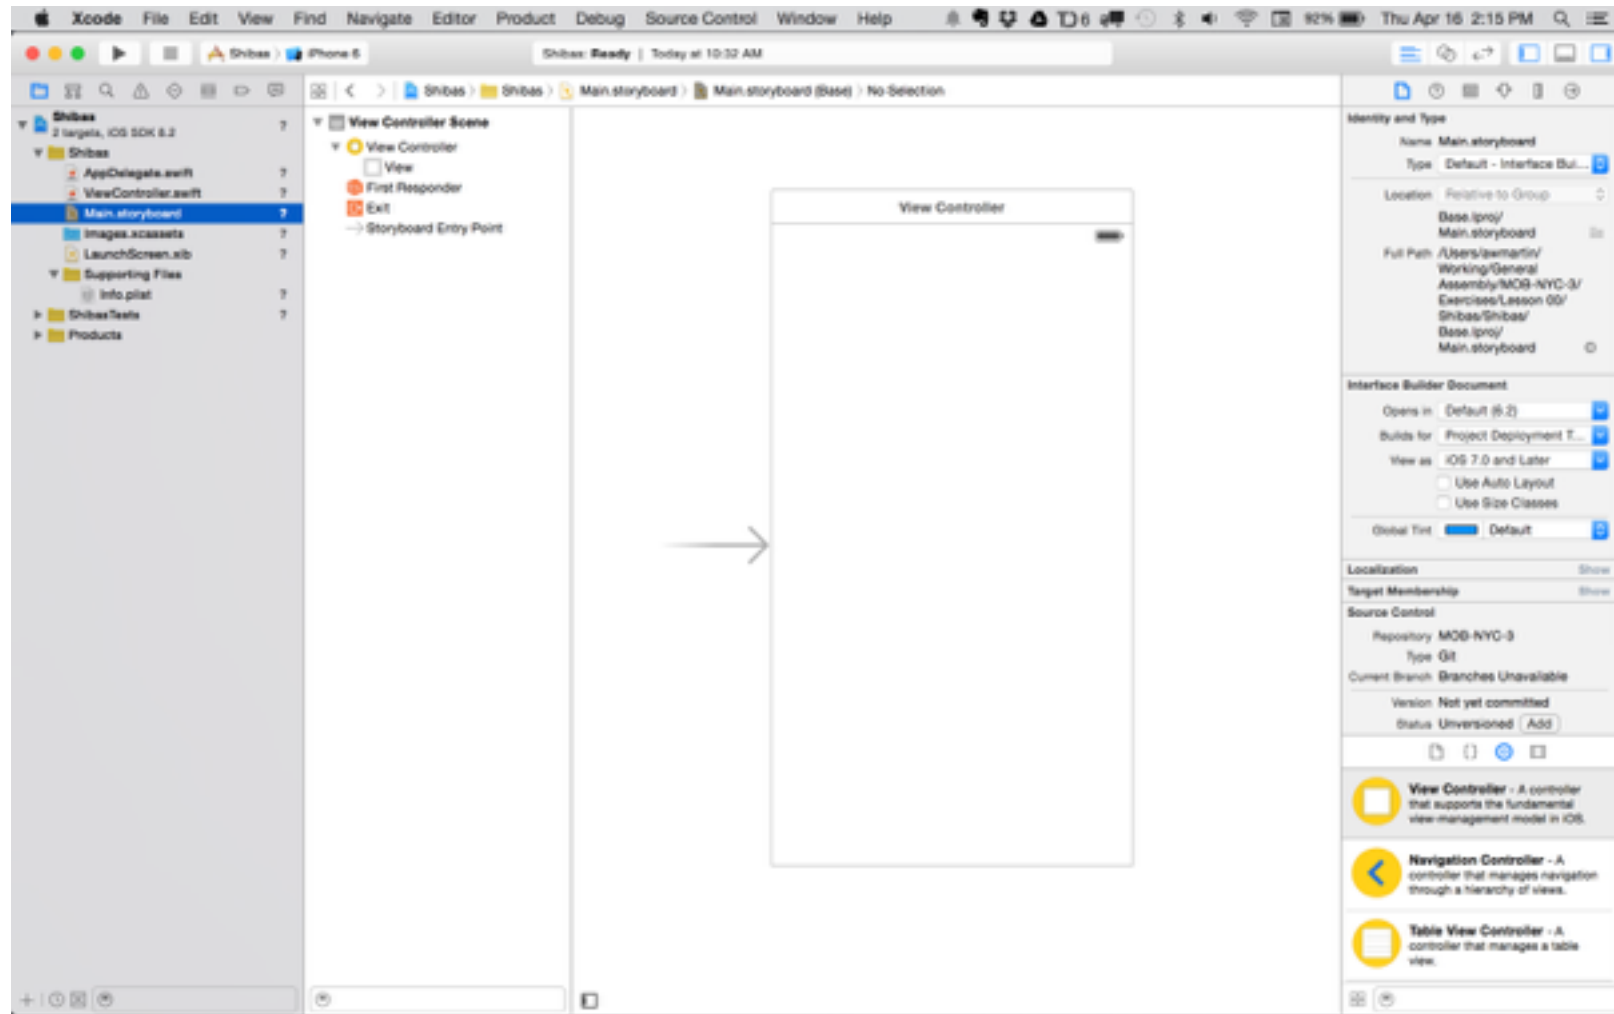 Xcode File Edit View Find Navigate Editor Product Debug Source Control Window Help 6 92% Thu Apr 16 2:15 PM
Shibas iPhone 6 Shibas: Ready | Today at 10:32 AM
Shibas Shibas Main.storyboard Main.storyboard (Base) No Selection
Shibas ?
2 targets, iOS SDK 8.2
Shibas
AppDelegate.swift ?
ViewController.swift ?
Main.storyboard ?
Images.xcassets ?
LaunchScreen.xib ?
Supporting Files
Info.plist ?
ShibasTests ?
Products
View Controller Scene
View Controller
View
First Responder
Exit
Storyboard Entry Point
View Controller
Identity and Type
Name Main.storyboard
Type Default - Interface Bui...
Location Relative to Group
Base.lproj/
Main.storyboard
Full Path /Users/awmartin/
Working/General
Assembly/MOB-NYC-3/
Exercises/Lesson 00/
Shibas/Shibas/
Base.lproj/
Main.storyboard
Interface Builder Document
Opens in Default (6.2)
Builds for Project Deployment T...
View as iOS 7.0 and Later
Use Auto Layout
Use Size Classes
Global Tint Default
Localization Show
Target Membership Show
Source Control
Repository MOB-NYC-3
Type Git
Current Branch Branches Unavailable
Version Not yet committed
Status Unversioned Add
View Controller - A controller
that supports the fundamental
view-management model in iOS.
Navigation Controller - A
controller that manages navigation
through a hierarchy of views.
Table View Controller - A
controller that manages a table
view.